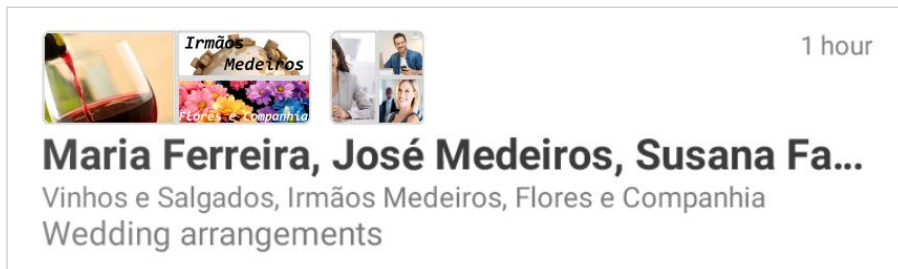 Irmãos
Medeiros
Flores e Companhia
1 hour
Maria Ferreira, José Medeiros, Susana Fa...
Vinhos e Salgados, Irmãos Medeiros, Flores e Companhia
Wedding arrangements